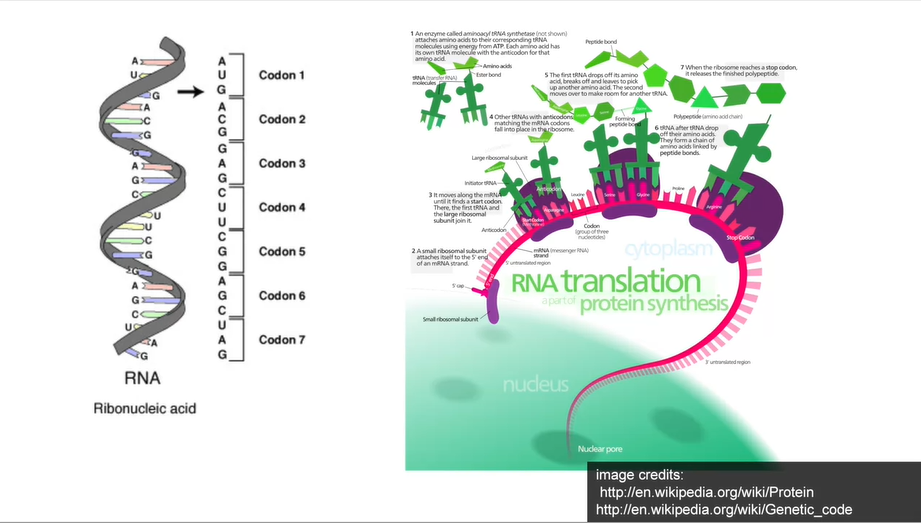 A
U
G
A
C
G
G
A
G
C
U
U
C
G
G
A
G
C
U
A
G
RNA
Ribonucleic acid
A
U
G
A
C
G
G
A
G
C
U
U
C
G
G
A
G
C
U
A
G
Codon 1
Codon 2
Codon 3
Codon 4
Codon 5
Codon 6
Codon 7
1 An enzyme called aminoacyl tRNA synthetase (not shown)
attaches amino acids to their corresponding tRNA
molecules using energy from ATP. Each amino acid has
its own tRNA molecule with the anticodon for that
amino acid.
Amino acids
Ester bond
tRNA (transfer RNA)
molecules
Peptide bond
5 The first tRNA drops off its amino
acid, breaks off and leaves to pick
up another amino acid. The second
moves over to make room for another tRNA.
7 When the ribosome reaches a stop codon,
it releases the finished polypeptide.
Polypeptide (amino acid chain)
4 Other tRNAs with anticodons
matching the mRNA codons
fall into place in the ribosome.
Forming
peptide bond
6 tRNA after tRNA drop
off their amino acids.
They form a chain of
amino acids linked by
peptide bonds.
Large ribosomal subunit
Initiator tRNA
Anticodon
3 It moves along the mRNA
until it finds a start codon.
There, the first tRNA and
the large ribosomal
subunit join it.
Start Codon
Leucine
Serine
Glycine
Proline
Arginine
Stop Codon
Anticodon
Codon
(group of three
nucleotides)
2 A small ribosomal subunit
attaches itself to the 5' end
of an mRNA strand.
mRNA (messenger RNA)
strand
5' untranslated region
5' cap
Small ribosomal subunit
cytoplasm
RNA translation
a part of protein synthesis
3' untranslated region
nucleus
Nuclear pore
image credits:
http://en.wikipedia.org/wiki/Protein
http://en.wikipedia.org/wiki/Genetic_code